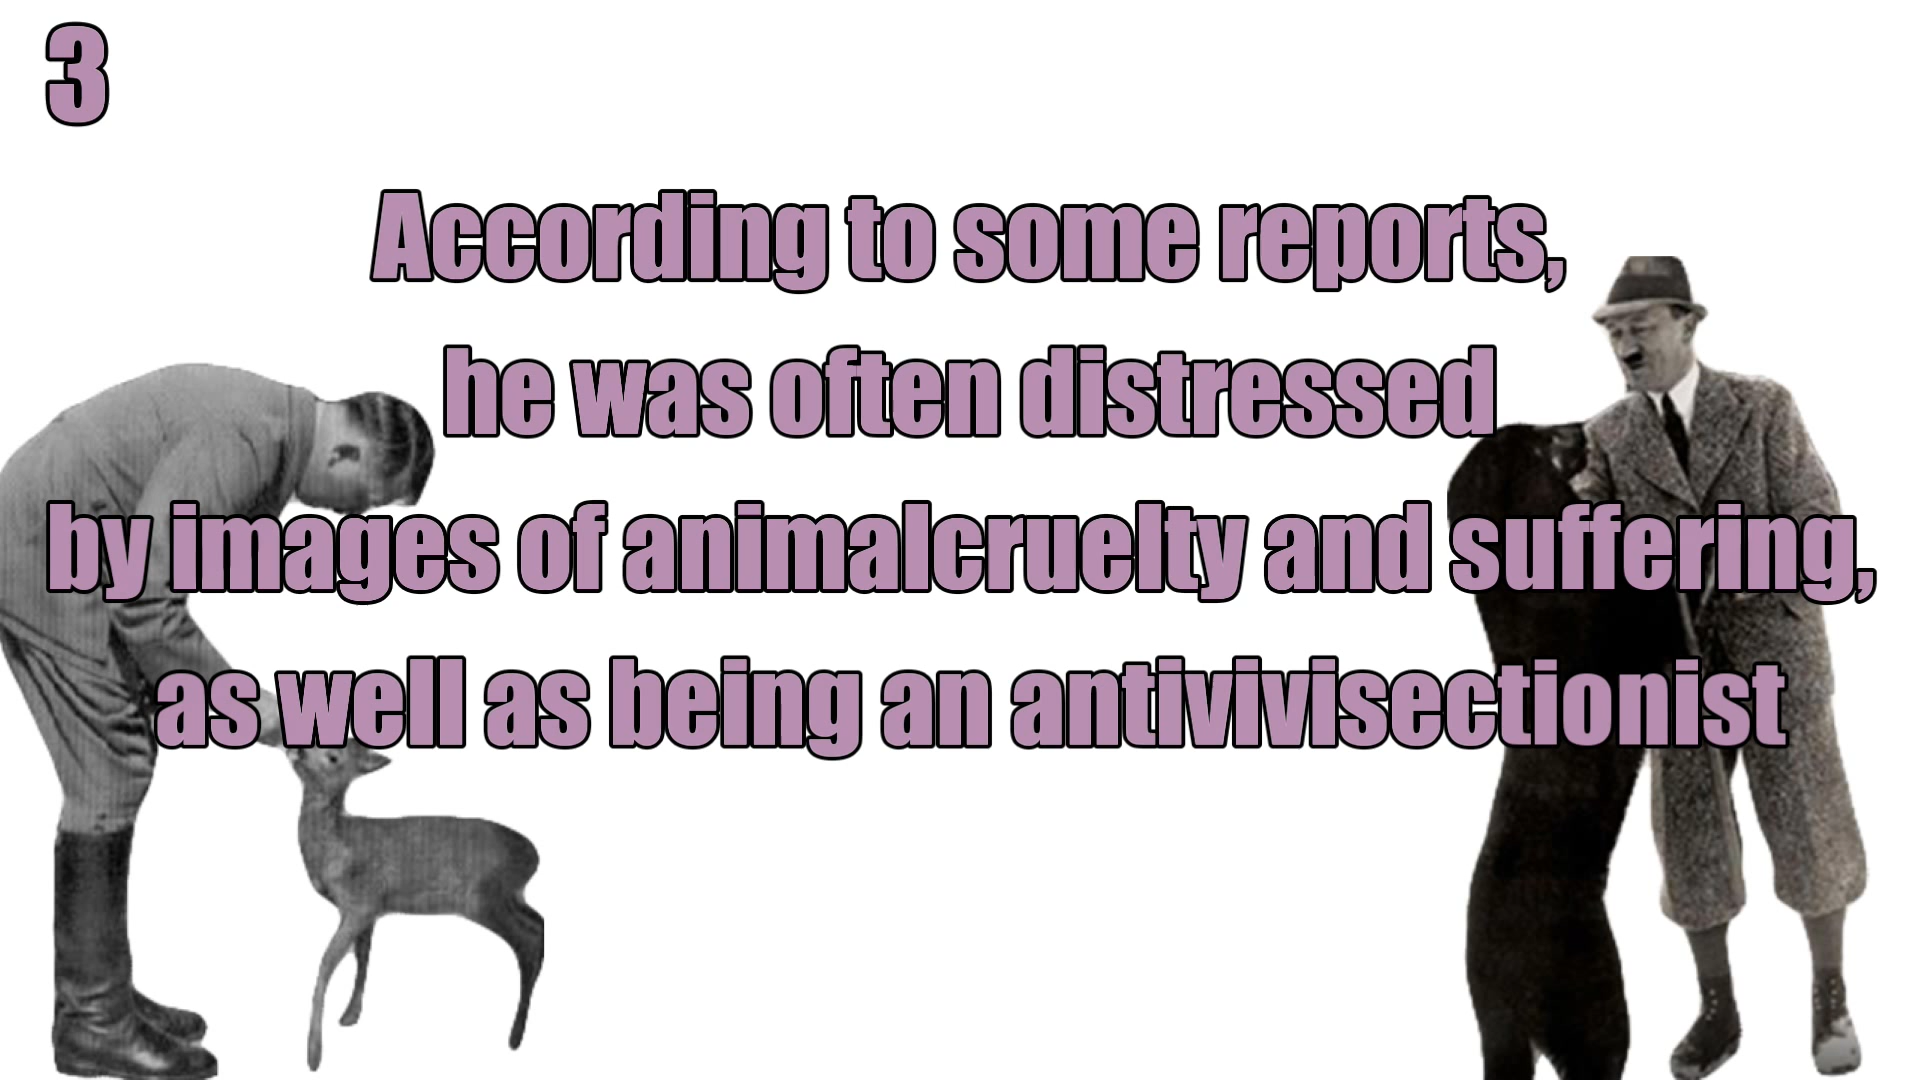 3
According to some reports,
he was often distressed
by images of animalcruelty and suffering,
as well as being an antivivisectionist